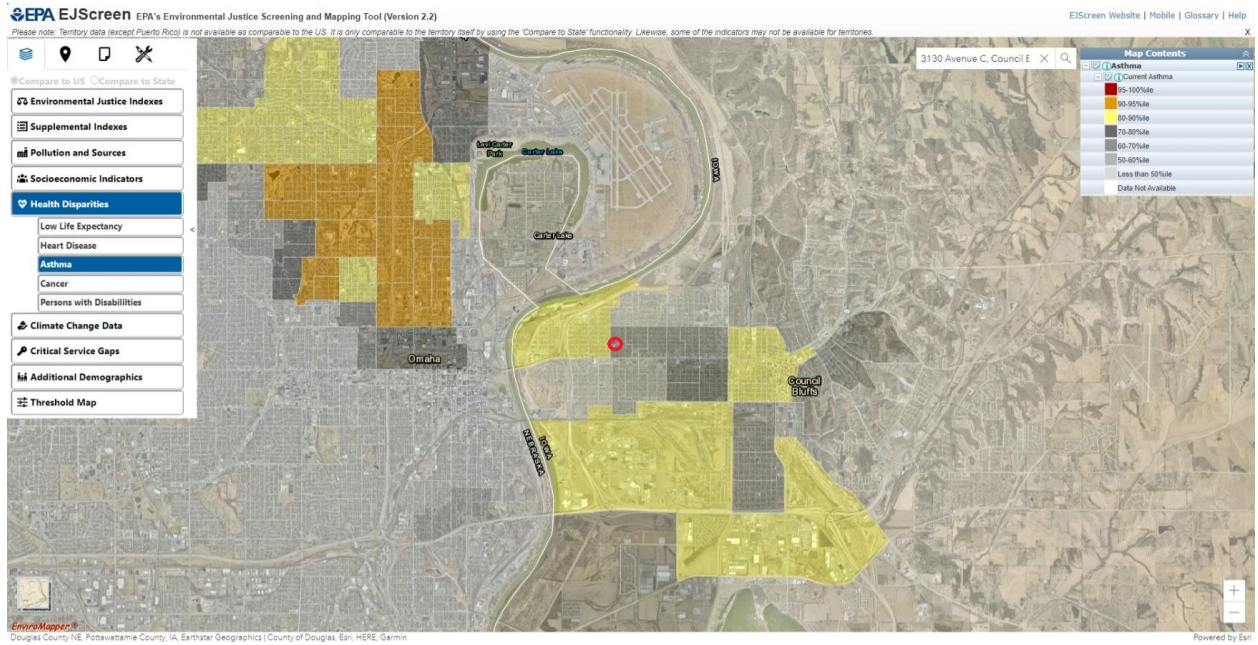 EPA EJScreen EPA's Environmental Justice Screening and Mapping Tool (Version 2.2)
EJScreen Website | Mobile | Glossary | Help
Please note: Territory data (except Puerto Rico) is not available as comparable to the US. It is only comparable to the territory itself by using the 'Compare to State' functionality. Likewise, some of the indicators may not be available for territories.
X
Compare to US Compare to State
Environmental Justice Indexes
Supplemental Indexes
Pollution and Sources
Socioeconomic Indicators
Health Disparities
Low Life Expectancy
Heart Disease
Asthma
Cancer
Persons with Disabililties
Climate Change Data
Critical Service Gaps
Additional Demographics
Threshold Map
<
3130 Avenue C, Council E
Map Contents
Asthma
Current Asthma
95-100%ile
90-95%ile
80-90%ile
70-80%ile
60-70%ile
50-60%ile
Less than 50%ile
Data Not Available
Levi Carter
Park
Carter Lake
IOWA
Carter Lake
Omaha
Council
Bluffs
IOWA
NEBRASKA
EnviroMapper
Douglas County NE, Pottawattamie County, IA, Earthstar Geographics | County of Douglas, Esri, HERE, Garmin
Powered by Esri